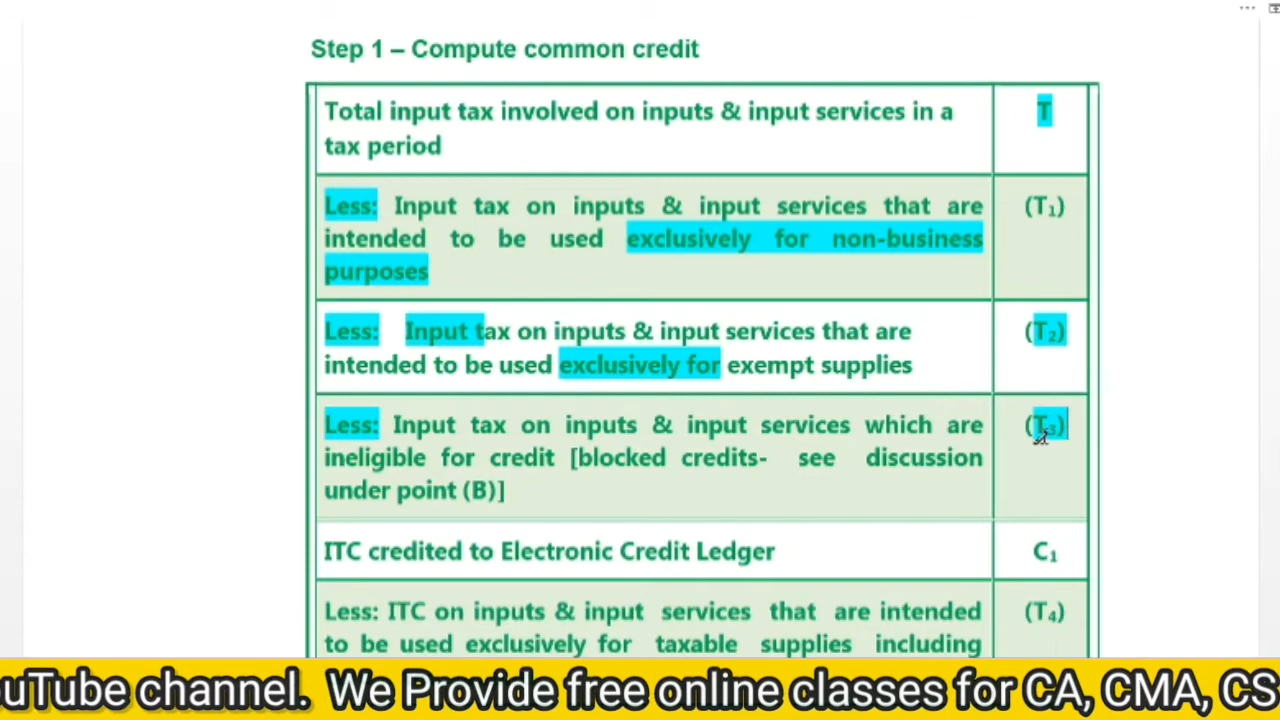 Step 1 – Compute common credit
Total input tax involved on inputs & input services in a
tax period
T
Less: Input tax on inputs & input services that are
intended to be used exclusively for non-business
purposes
(T₁)
Less: Input tax on inputs & input services that are
intended to be used exclusively for exempt supplies
(T₂)
Less: Input tax on inputs & input services which are
ineligible for credit [blocked credits- see discussion
under point (B)]
(T₃)
ITC credited to Electronic Credit Ledger
C₁
Less: ITC on inputs & input services that are intended
to be used exclusively for taxable supplies including
(T₄)
ouTube channel. We Provide free online classes for CA, CMA, CS